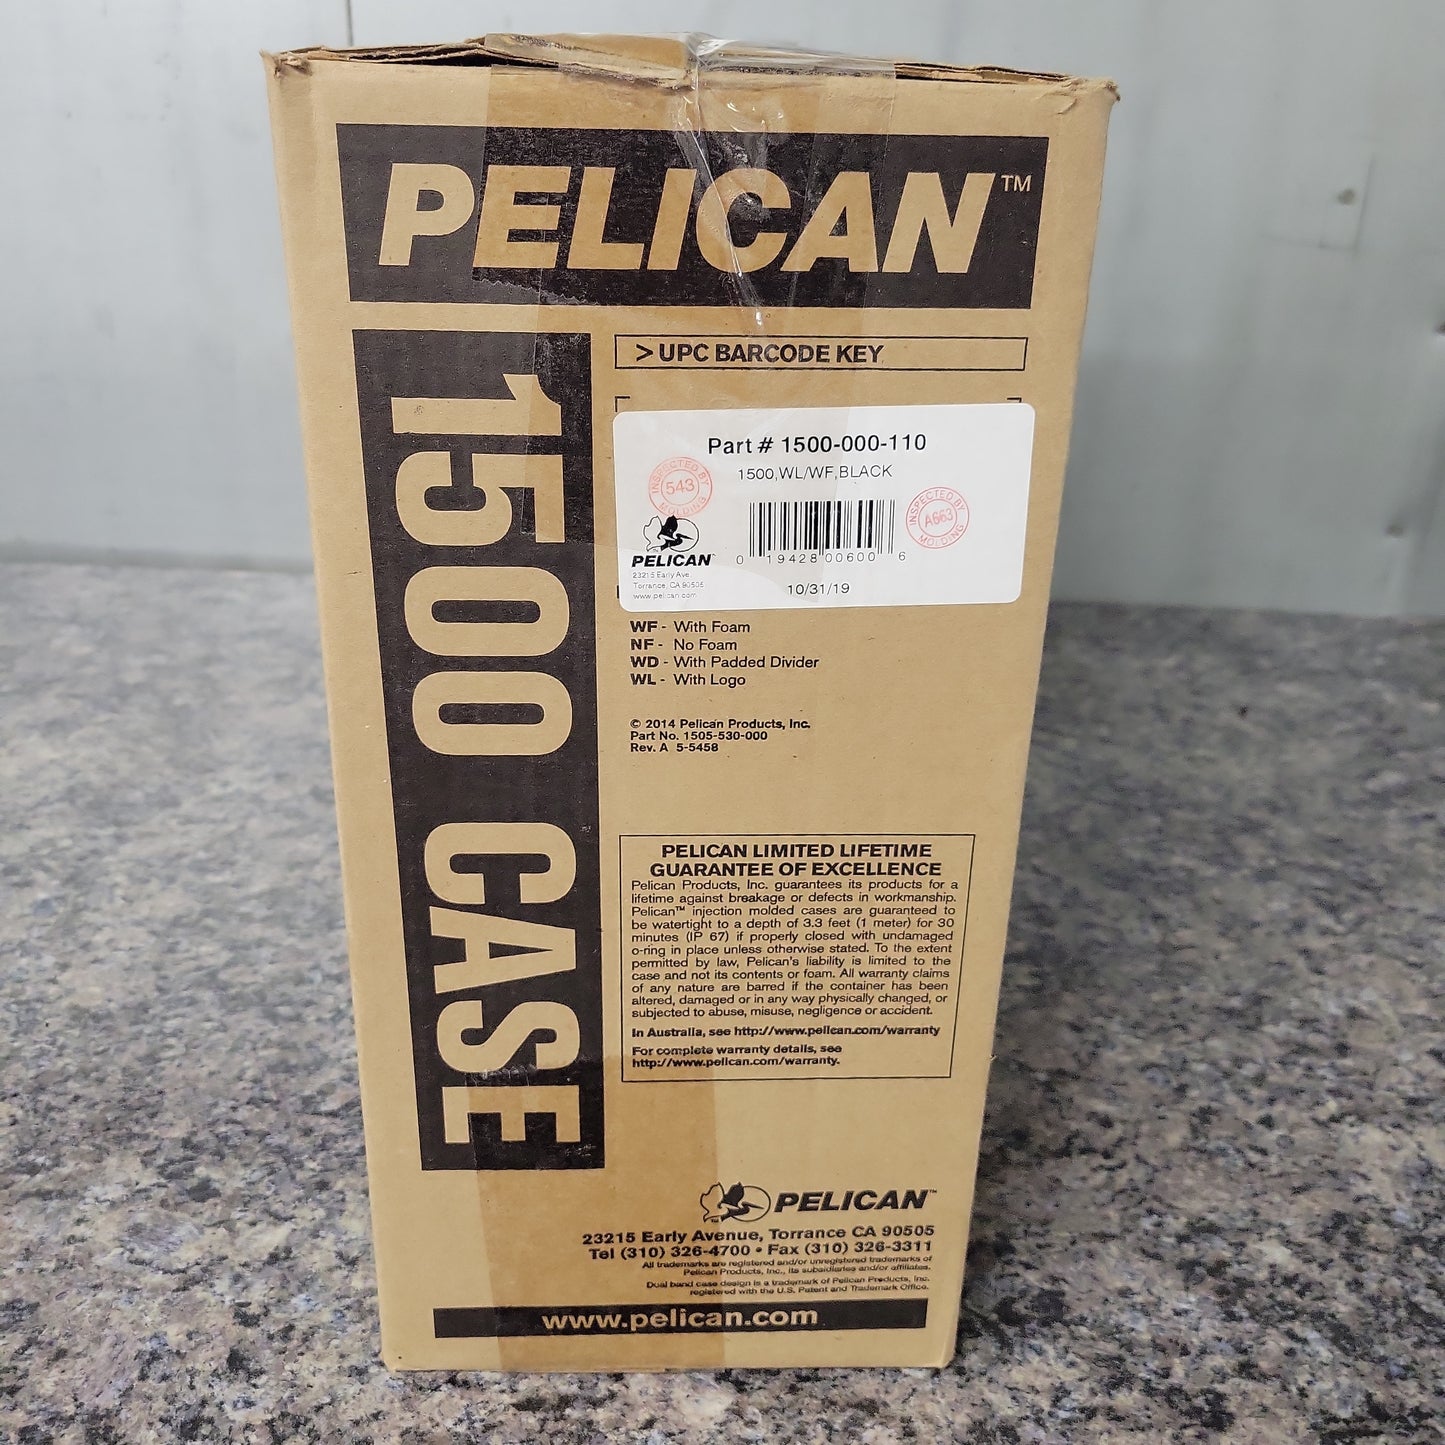 PELICAN™
1500 CASE
> UPC BARCODE KEY
Part # 1500-000-110
1500,WL/WF,BLACK
INSPECTED BY
543
MOLDING
INSPECTED BY
A663
MOLDING
PELICAN
23215 Early Ave.
Torrance, CA 90505
www.pelican.com
0 19428 00600 6
10/31/19
WF - With Foam
NF - No Foam
WD - With Padded Divider
WL - With Logo
© 2014 Pelican Products, Inc.
Part No. 1505-530-000
Rev. A 5-5458
PELICAN LIMITED LIFETIME
GUARANTEE OF EXCELLENCE
Pelican Products, Inc. guarantees its products for a
lifetime against breakage or defects in workmanship.
Pelican™ injection molded cases are guaranteed to
be watertight to a depth of 3.3 feet (1 meter) for 30
minutes (IP 67) if properly closed with undamaged
o-ring in place unless otherwise stated. To the extent
permitted by law, Pelican's liability is limited to the
case and not its contents or foam. All warranty claims
of any nature are barred if the container has been
altered, damaged or in any way physically changed, or
subjected to abuse, misuse, negligence or accident.
In Australia, see http://www.pelican.com/warranty
For complete warranty details, see
http://www.pelican.com/warranty.
PELICAN™
23215 Early Avenue, Torrance CA 90505
Tel (310) 326-4700 • Fax (310) 326-3311
All trademarks are registered and/or unregistered trademarks of
Pelican Products, Inc., its subsidiaries and/or affiliates.
Dual band case design is a trademark of Pelican Products, Inc.
registered with the U.S. Patent and Trademark Office.
www.pelican.com